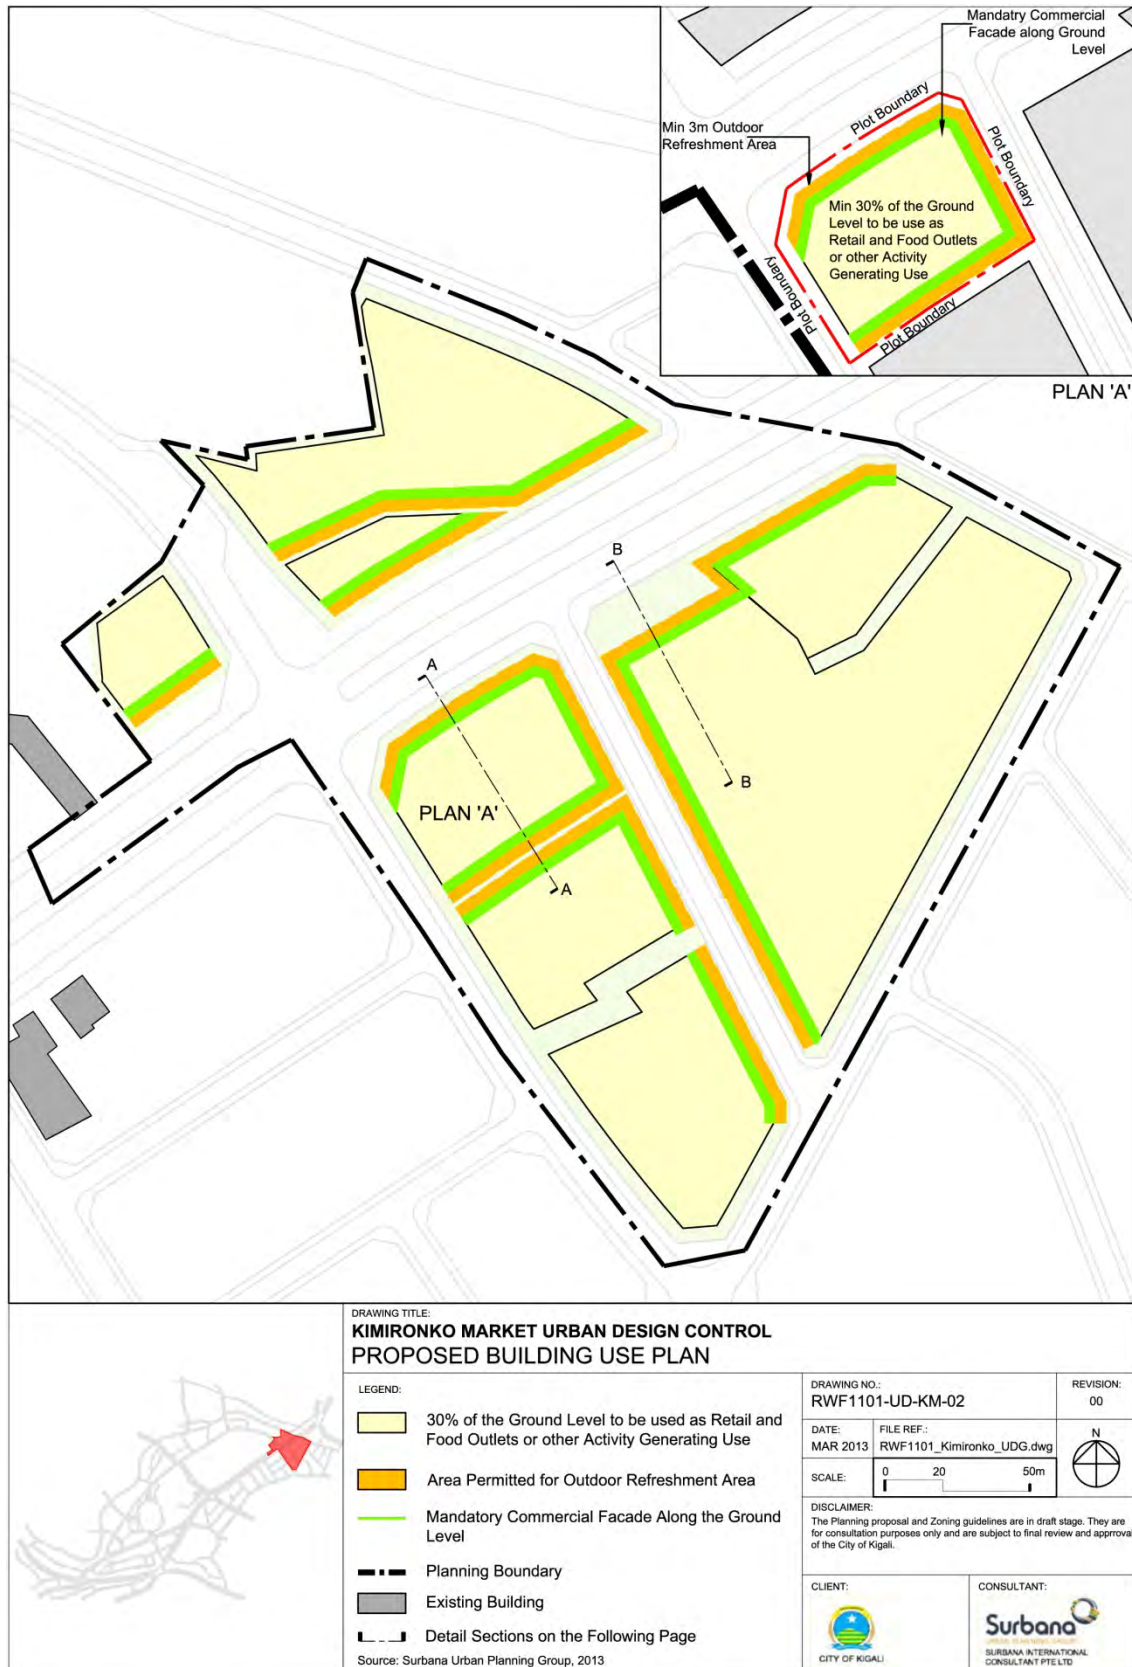 Mandatry Commercial
Facade along Ground
Level
Min 3m Outdoor
Refreshment Area
Plot Boundary
Plot Boundary
Plot Boundary
Plot Boundary
Min 30% of the Ground
Level to be use as
Retail and Food Outlets
or other Activity
Generating Use
PLAN 'A'
B
A
B
PLAN 'A'
A
DRAWING TITLE:
KIMIRONKO MARKET URBAN DESIGN CONTROL
PROPOSED BUILDING USE PLAN
LEGEND:
30% of the Ground Level to be used as Retail and
Food Outlets or other Activity Generating Use
Area Permitted for Outdoor Refreshment Area
Mandatory Commercial Facade Along the Ground
Level
Planning Boundary
Existing Building
Detail Sections on the Following Page
Source: Surbana Urban Planning Group, 2013
DRAWING NO.:
RWF1101-UD-KM-02
REVISION:
00
DATE:
MAR 2013
FILE REF.:
RWF1101_Kimironko_UDG.dwg
N
SCALE:
0 20 50m
DISCLAIMER:
The Planning proposal and Zoning guidelines are in draft stage. They are
for consultation purposes only and are subject to final review and approval
of the City of Kigali.
CLIENT:
CITY OF KIGALI
CONSULTANT:
Surbana
URBAN PLANNING GROUP
SURBANA INTERNATIONAL
CONSULTANT PTE LTD